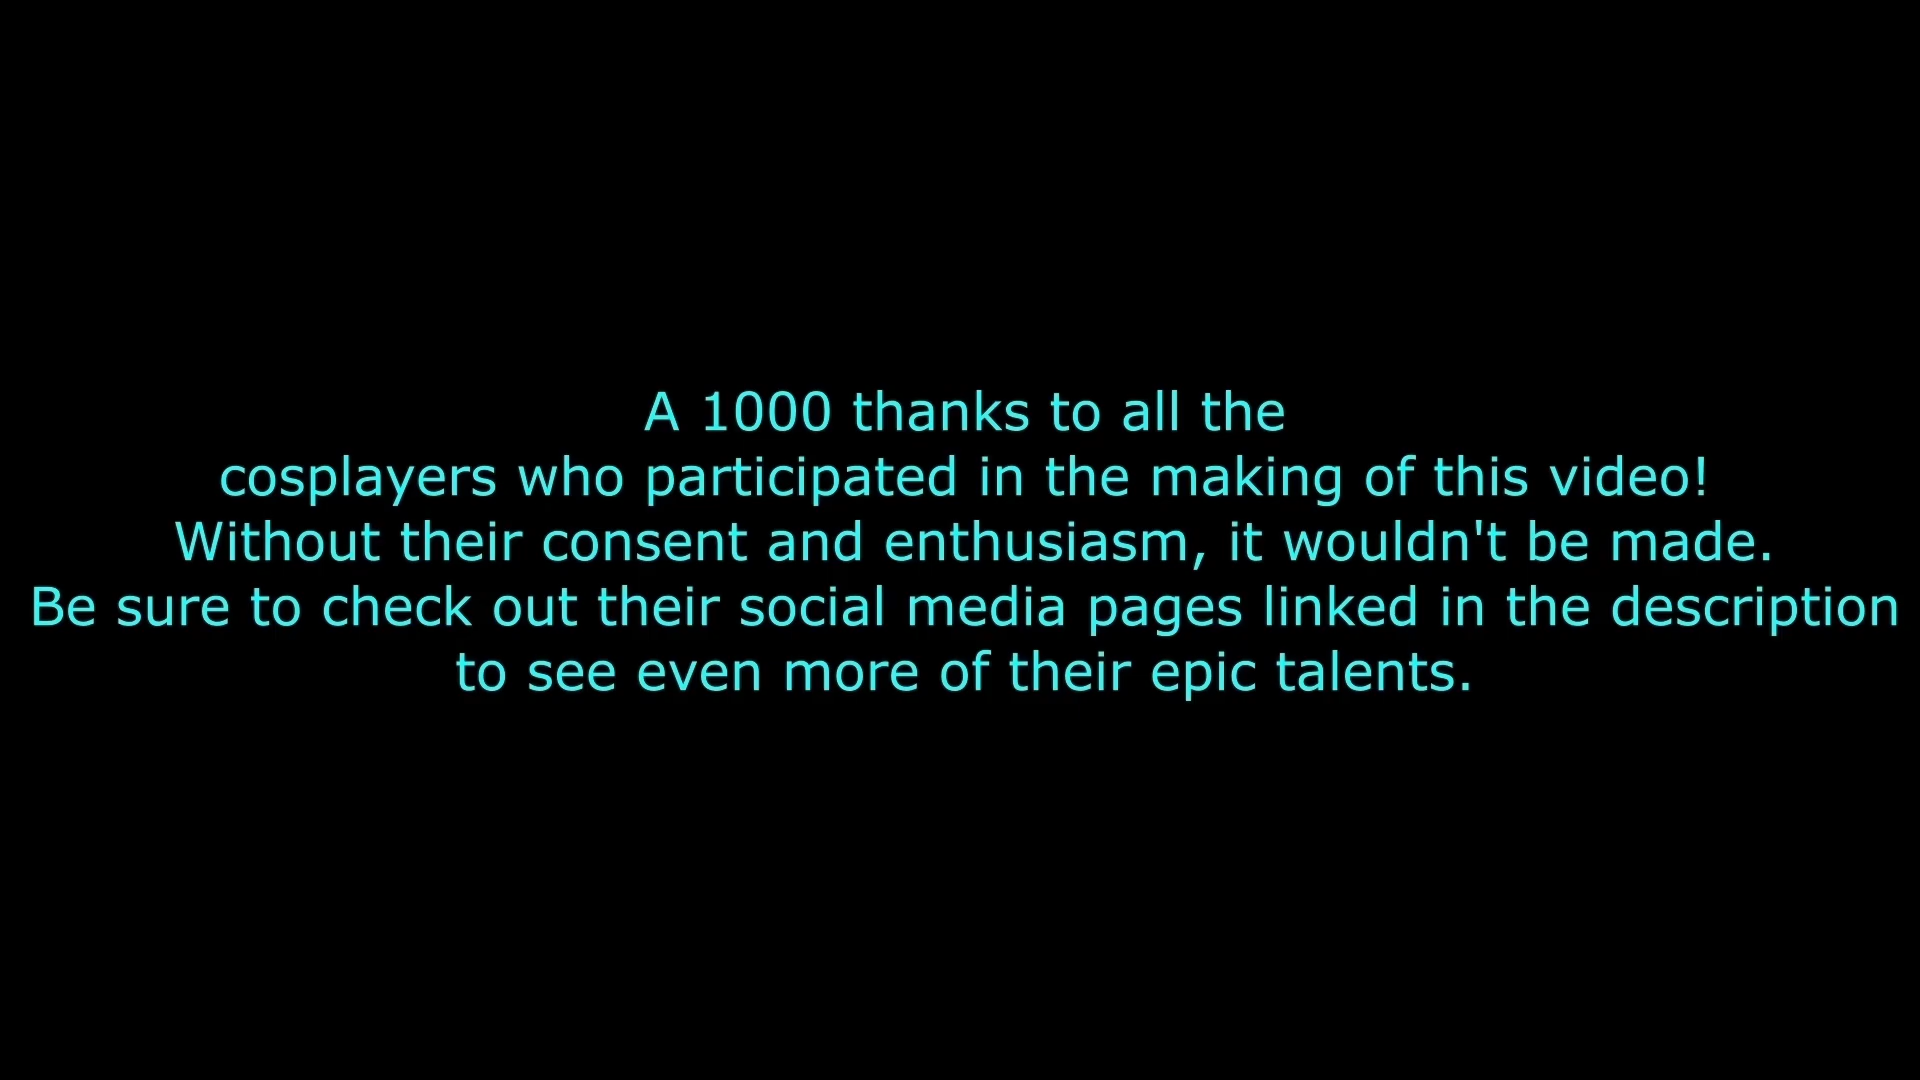 A 1000 thanks to all the
cosplayers who participated in the making of this video!
Without their consent and enthusiasm, it wouldn't be made.
Be sure to check out their social media pages linked in the description
to see even more of their epic talents.